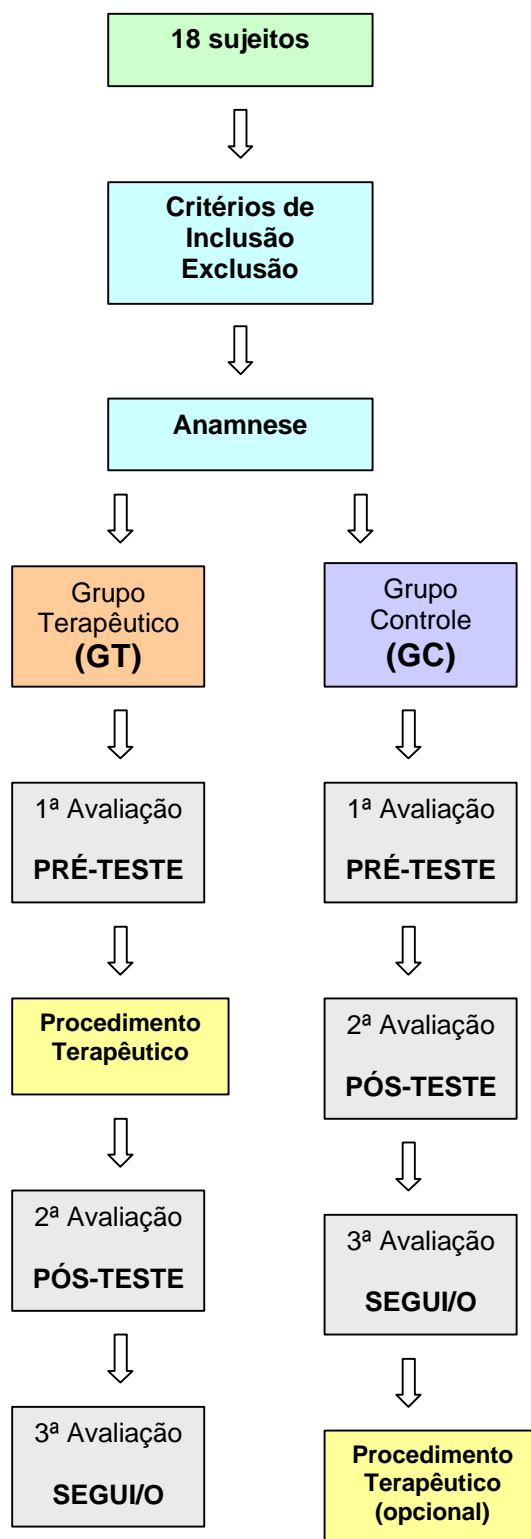 18 sujeitos
Critérios de
Inclusão
Exclusão
Anamnese
Grupo
Terapêutico
(GT)
Grupo
Controle
(GC)
1ª Avaliação
PRÉ-TESTE
1ª Avaliação
PRÉ-TESTE
Procedimento
Terapêutico
2ª Avaliação
PÓS-TESTE
2ª Avaliação
PÓS-TESTE
3ª Avaliação
SEGUI/O
3ª Avaliação
SEGUI/O
Procedimento
Terapêutico
(opcional)